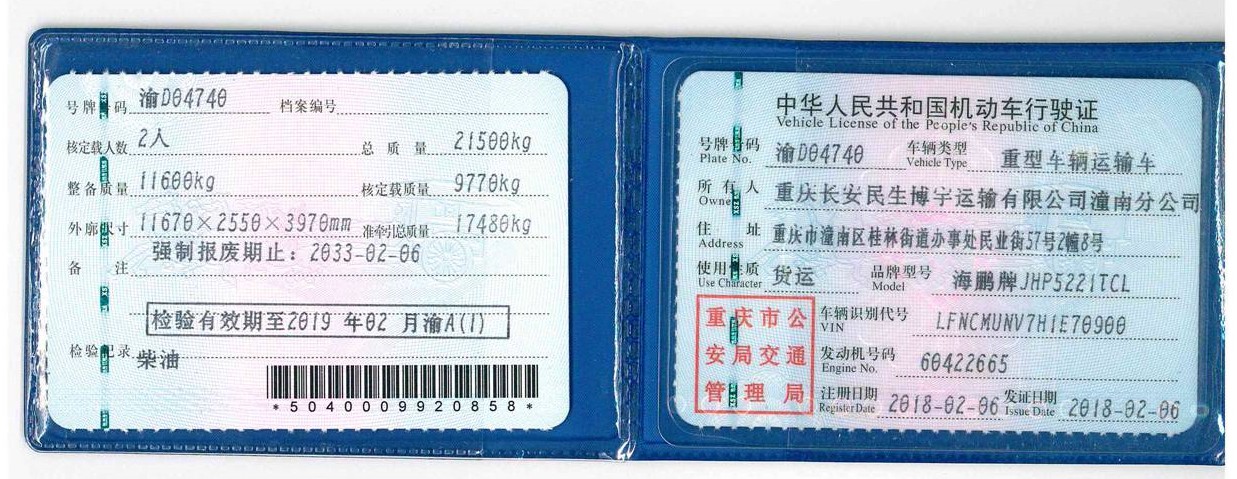 号牌号码 渝D04740 档案编号
核定载人数 2人 总质量 21500kg
整备质量 11600kg 核定载质量 9770kg
外廓尺寸 11670×2550×3970mm 准牵引总质量 17480kg
强制报废期止：2033-02-06
备注
检验有效期至2019 年02 月渝A(1)
检验记录 柴油
*5040009920858*
中华人民共和国机动车行驶证
Vehicle License of the People's Republic of China
号牌号码 渝D04740 车辆类型 重型车辆运输车
Plate No. Vehicle Type
所有人 重庆长安民生博宇运输有限公司潼南分公司
Owner
住址 重庆市潼南区桂林街道办事处民业街57号2幢8号
Address
使用性质 货运 品牌型号 海鹏牌JHP5221TCL
Use Character Model
重庆市公
安局交通
管理局
车辆识别代号 LFNCMUNV7H1E70900
VIN
发动机号码 60422665
Engine No.
注册日期 2018-02-06 发证日期 2018-02-06
Register Date Issue Date